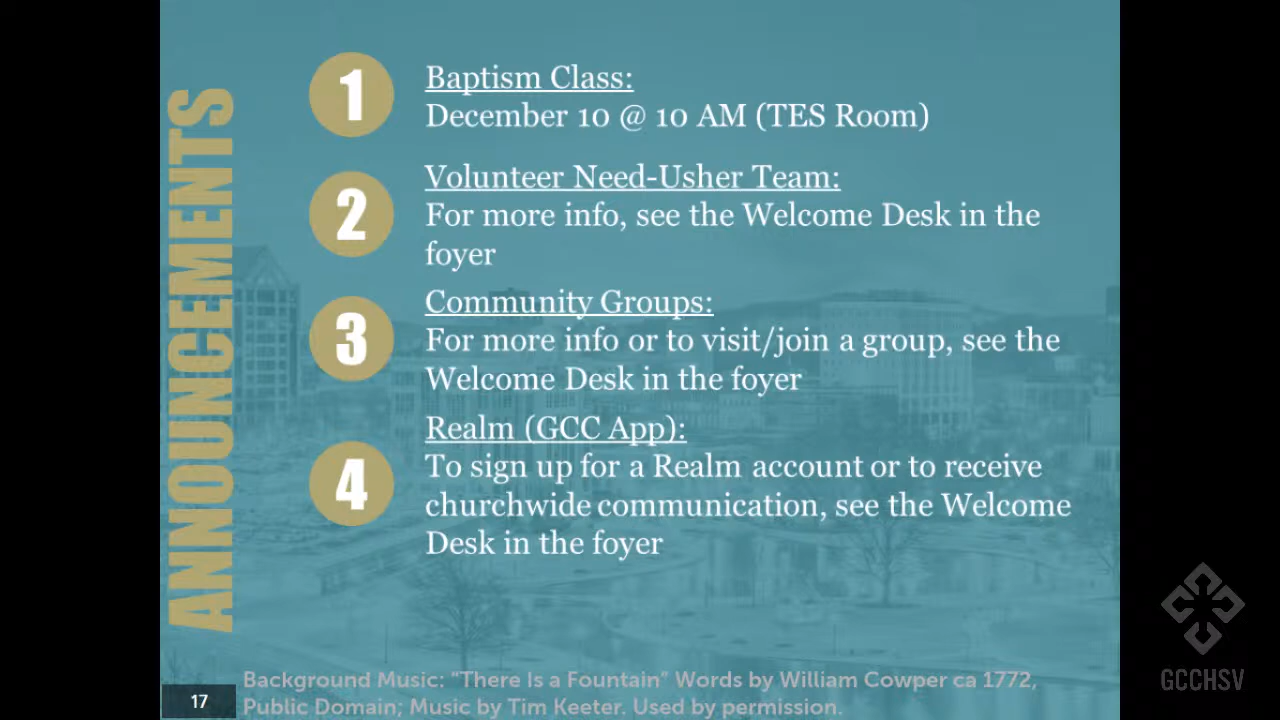 ANNOUNCEMENTS
1
Baptism Class:
December 10 @ 10 AM (TES Room)
2
Volunteer Need-Usher Team:
For more info, see the Welcome Desk in the
foyer
3
Community Groups:
For more info or to visit/join a group, see the
Welcome Desk in the foyer
4
Realm (GCC App):
To sign up for a Realm account or to receive
churchwide communication, see the Welcome
Desk in the foyer
Background Music: “There Is a Fountain” Words by William Cowper ca 1772,
Public Domain; Music by Tim Keeter. Used by permission.
17
GCCHSV